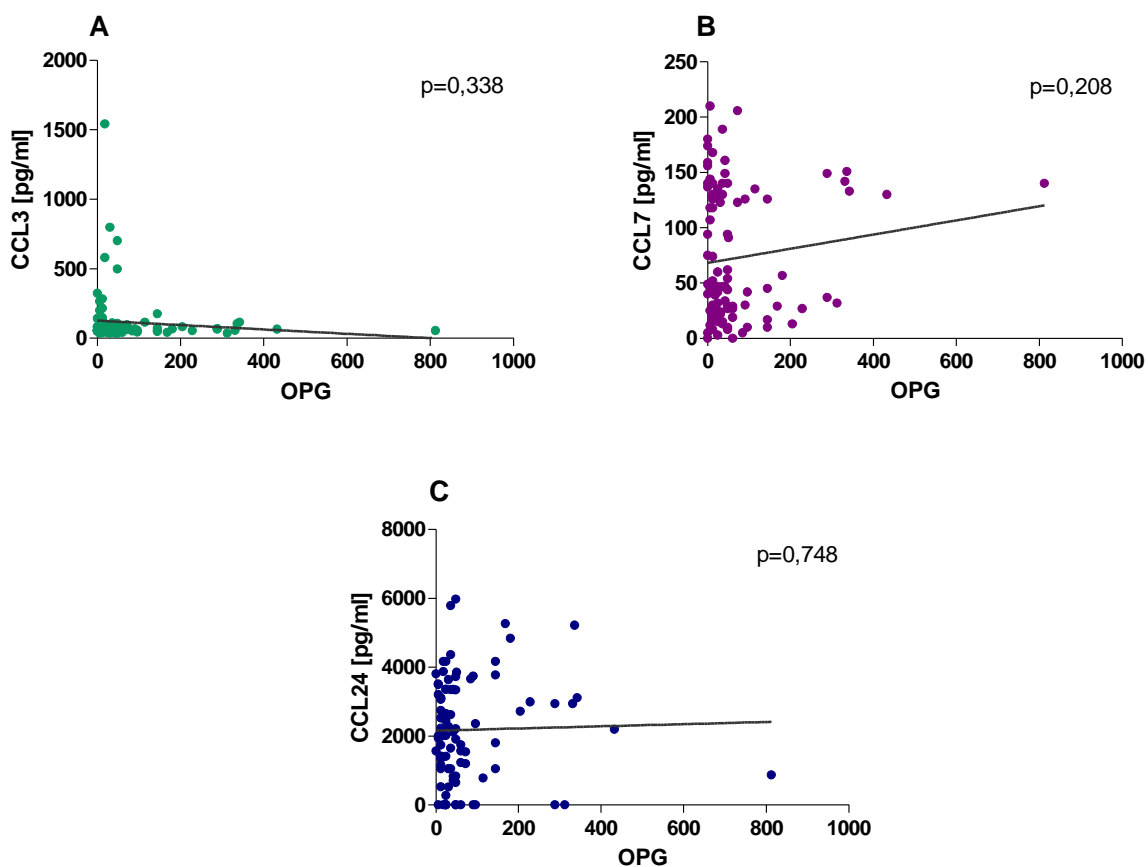 A
CCL3 [pg/ml]
2000
1500
1000
500
0
p=0,338
0 200 400 600 800 1000
OPG
B
CCL7 [pg/ml]
250
200
150
100
50
0
p=0,208
0 200 400 600 800 1000
OPG
C
CCL24 [pg/ml]
8000
6000
4000
2000
0
p=0,748
0 200 400 600 800 1000
OPG